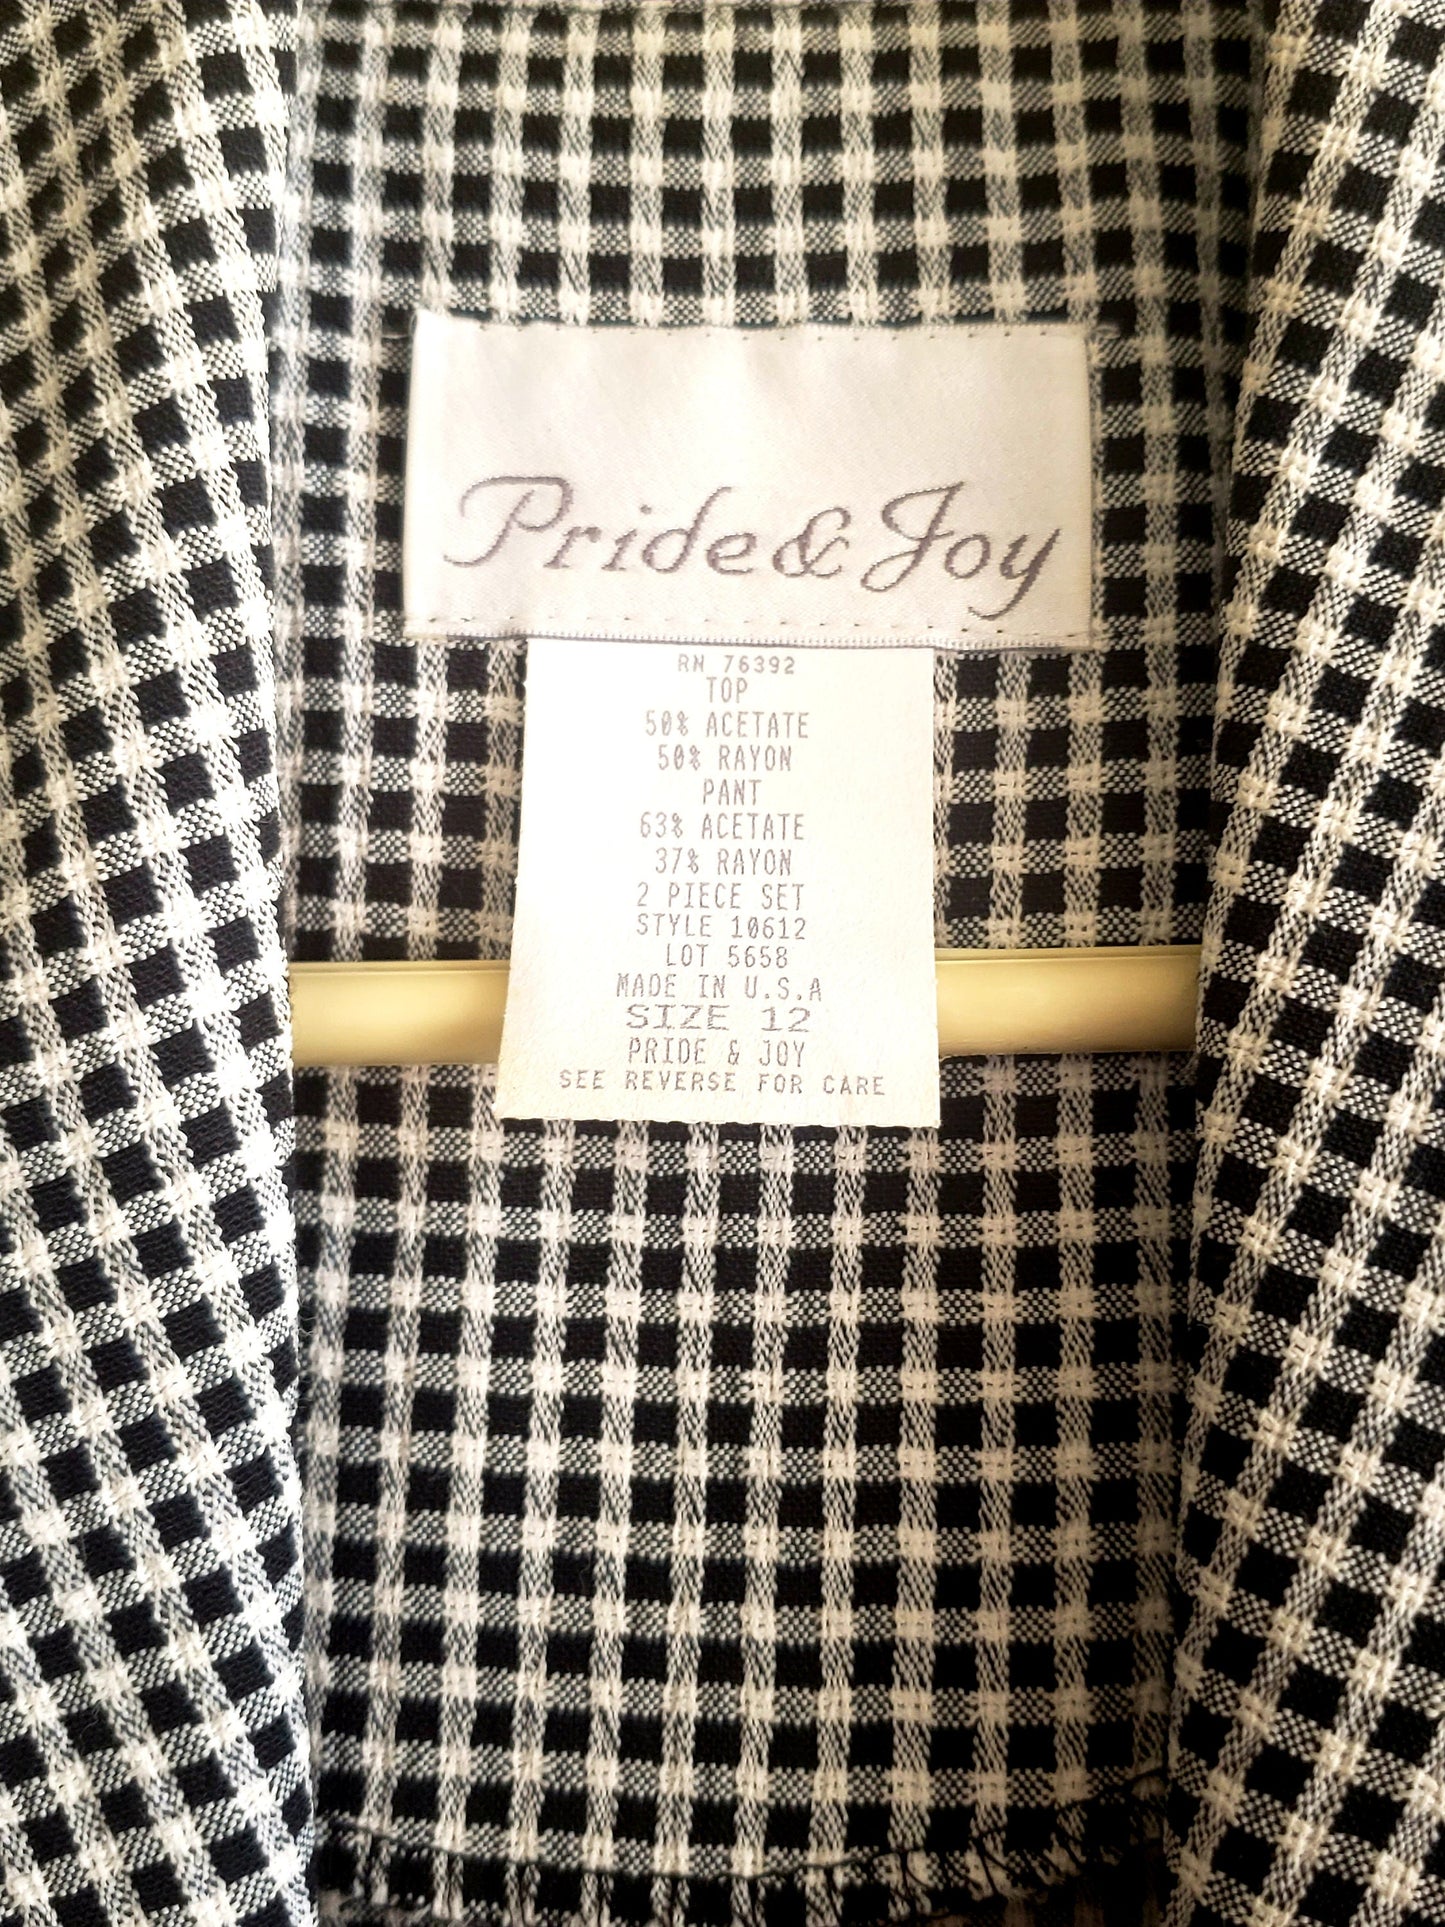 Pride & Joy
RN 76392
TOP
50% ACETATE
50% RAYON
PANT
63% ACETATE
37% RAYON
2 PIECE SET
STYLE 10612
LOT 5658
MADE IN U.S.A
SIZE 12
PRIDE & JOY
SEE REVERSE FOR CARE